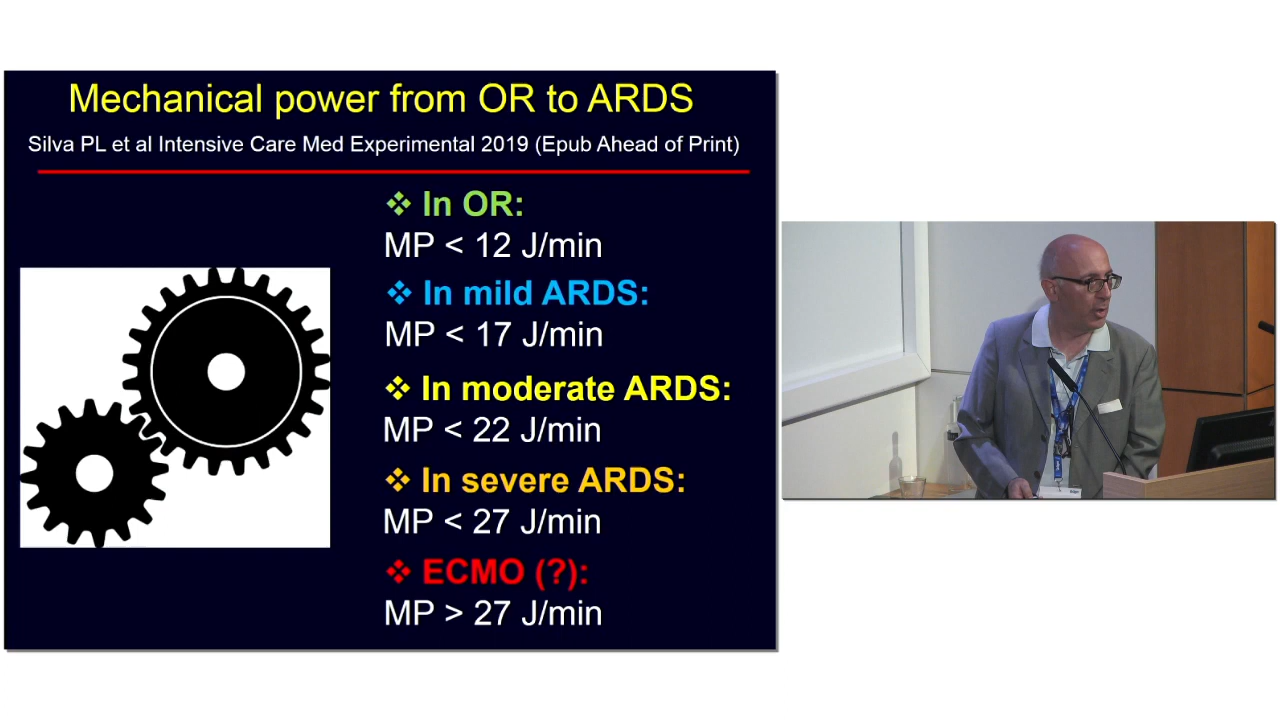 Mechanical power from OR to ARDS
Silva PL et al Intensive Care Med Experimental 2019 (Epub Ahead of Print)
❖ In OR:
MP < 12 J/min
❖ In mild ARDS:
MP < 17 J/min
❖ In moderate ARDS:
MP < 22 J/min
❖ In severe ARDS:
MP < 27 J/min
❖ ECMO (?):
MP > 27 J/min